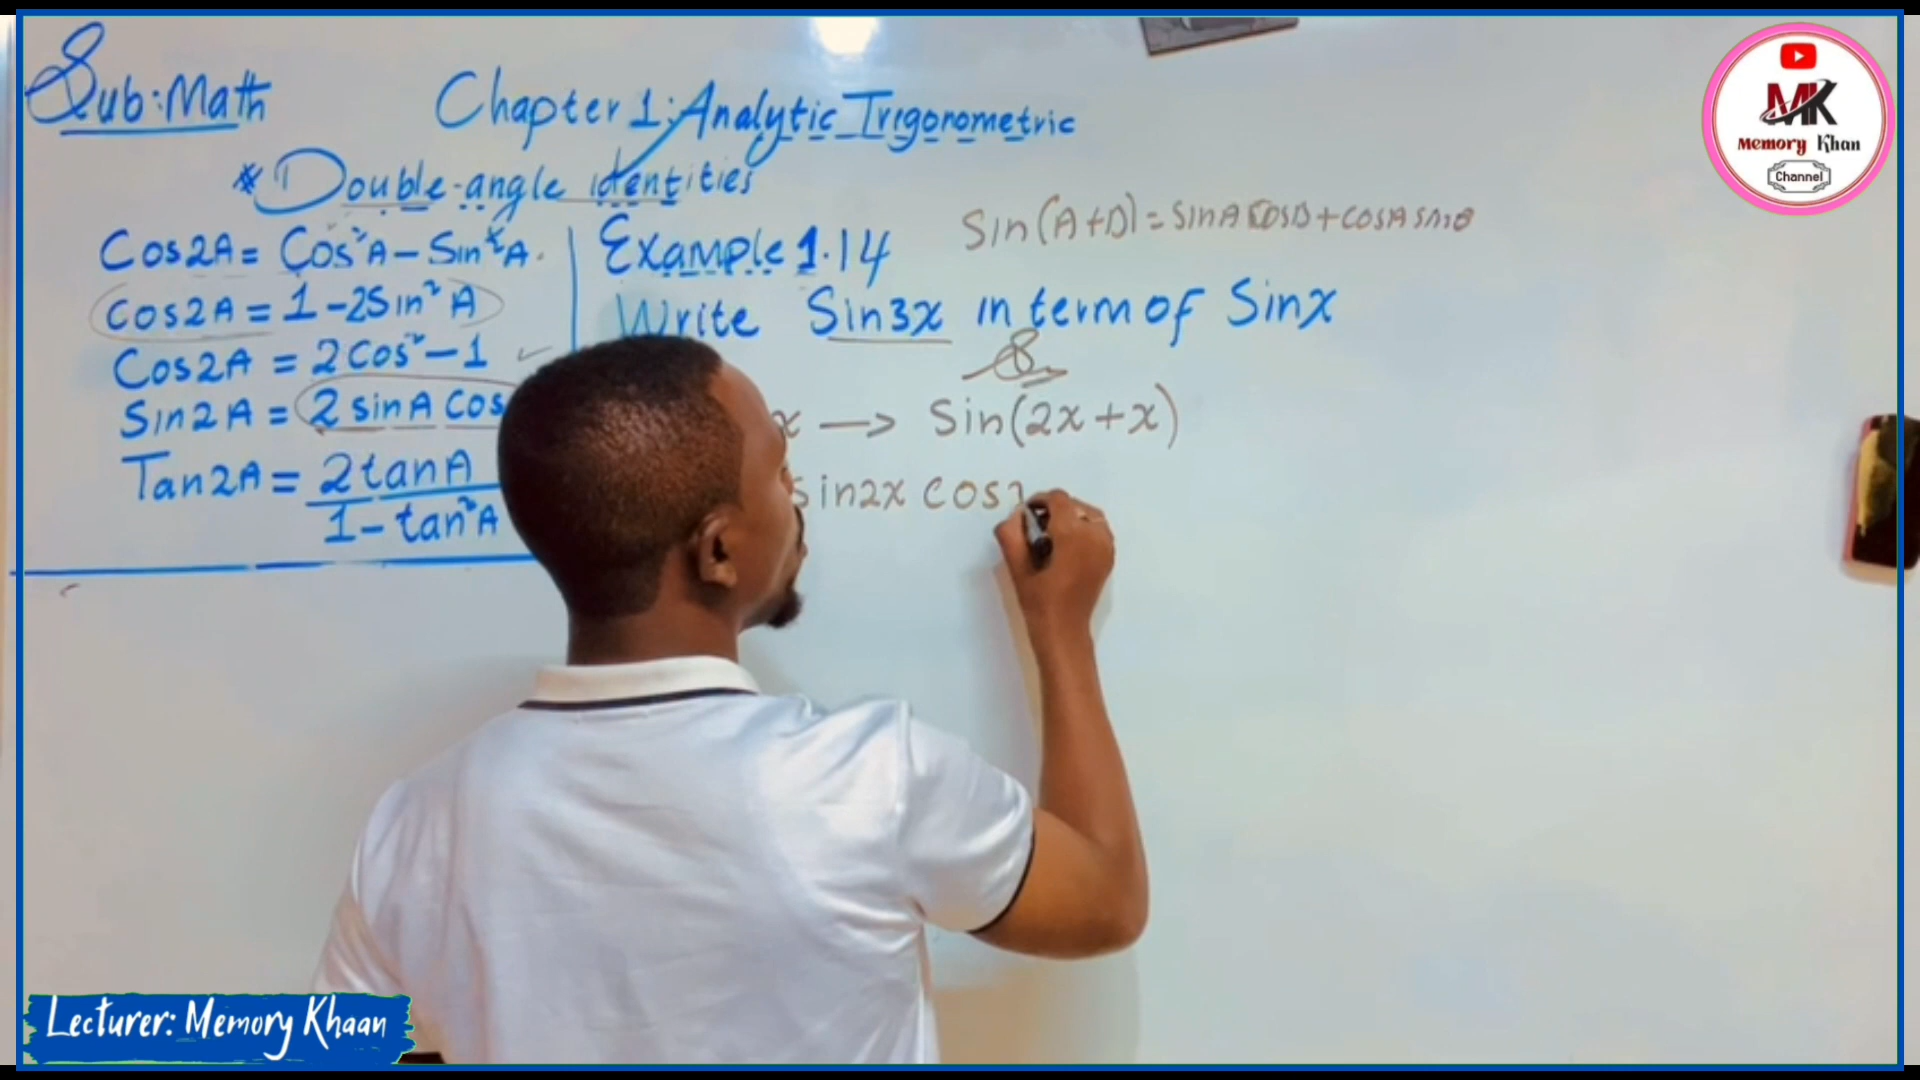 Sub: Math
Chapter 1: Analytic Trigonometric
* Double-angle identities
Cos2A = Cos²A - Sin²A.
Cos2A = 1 - 2Sin²A
Cos2A = 2Cos² - 1
Sin2A = 2 sinA Cos
Tan2A = 2tanA
1 - tan²A
Example 1.14
Sin(A+B) = SinA CosB + CosA sinB
Write Sin3x in term of Sinx
x → Sin(2x+x)
sin2x cos
MK
Memory Khan
Channel
Lecturer: Memory Khaan